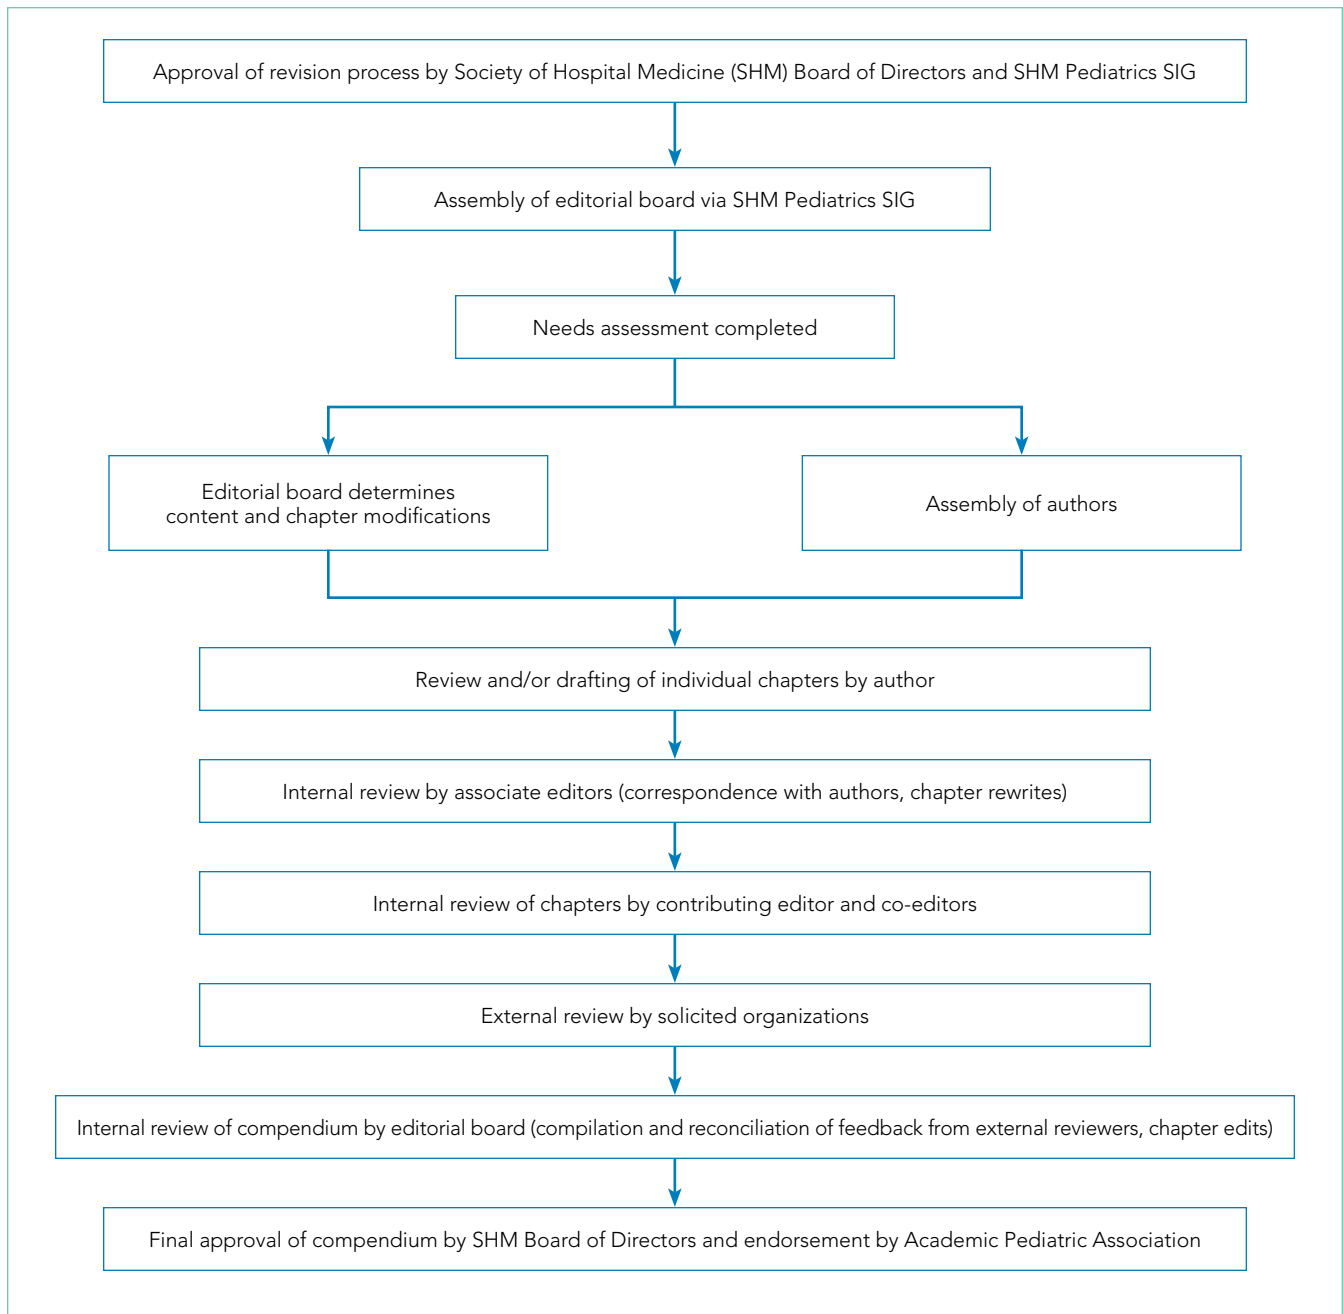 Approval of revision process by Society of Hospital Medicine (SHM) Board of Directors and SHM Pediatrics SIG
Assembly of editorial board via SHM Pediatrics SIG
Needs assessment completed
Editorial board determines
content and chapter modifications
Assembly of authors
Review and/or drafting of individual chapters by author
Internal review by associate editors (correspondence with authors, chapter rewrites)
Internal review of chapters by contributing editor and co-editors
External review by solicited organizations
Internal review of compendium by editorial board (compilation and reconciliation of feedback from external reviewers, chapter edits)
Final approval of compendium by SHM Board of Directors and endorsement by Academic Pediatric Association